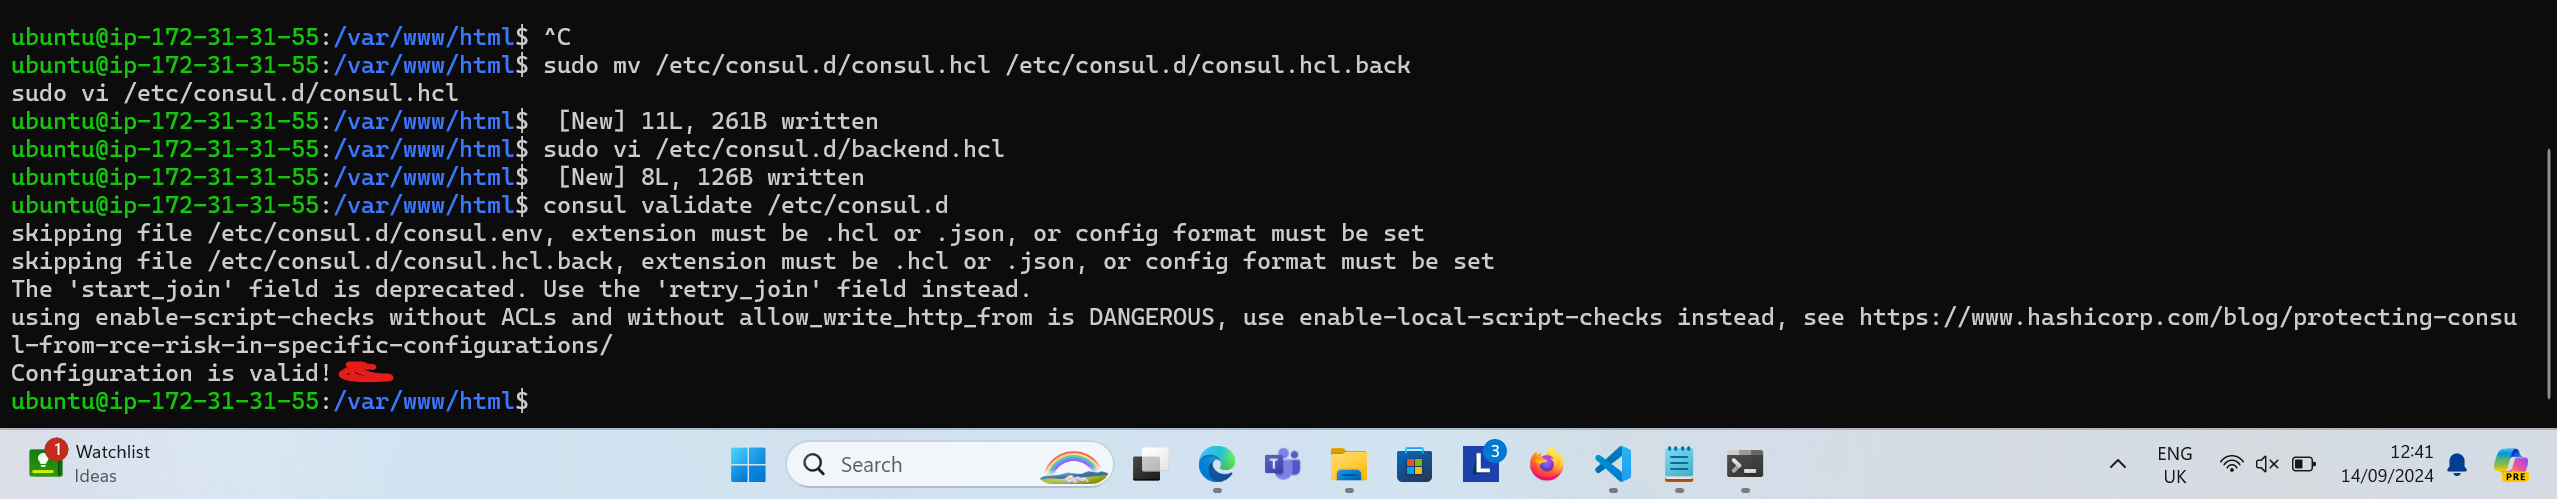 ubuntu@ip-172-31-31-55:/var/www/html$ ^C
ubuntu@ip-172-31-31-55:/var/www/html$ sudo mv /etc/consul.d/consul.hcl /etc/consul.d/consul.hcl.back
sudo vi /etc/consul.d/consul.hcl
ubuntu@ip-172-31-31-55:/var/www/html$  [New] 11L, 261B written
ubuntu@ip-172-31-31-55:/var/www/html$ sudo vi /etc/consul.d/backend.hcl
ubuntu@ip-172-31-31-55:/var/www/html$  [New] 8L, 126B written
ubuntu@ip-172-31-31-55:/var/www/html$ consul validate /etc/consul.d
skipping file /etc/consul.d/consul.env, extension must be .hcl or .json, or config format must be set
skipping file /etc/consul.d/consul.hcl.back, extension must be .hcl or .json, or config format must be set
The 'start_join' field is deprecated. Use the 'retry_join' field instead.
using enable-script-checks without ACLs and without allow_write_http_from is DANGEROUS, use enable-local-script-checks instead, see https://www.hashicorp.com/blog/protecting-consu
l-from-rce-risk-in-specific-configurations/
Configuration is valid!
ubuntu@ip-172-31-31-55:/var/www/html$
1
Watchlist
Ideas
Search
T
L
3
ENG
UK
12:41
14/09/2024
PRE